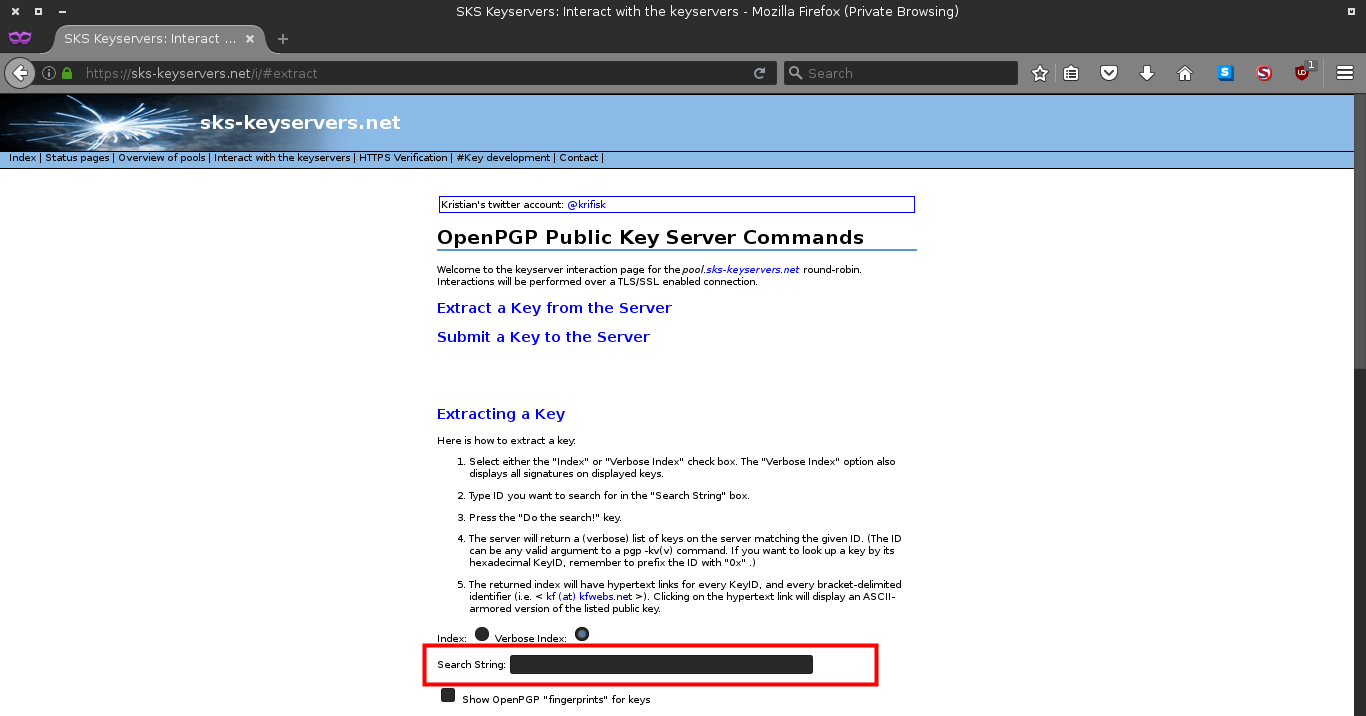 SKS Keyservers: Interact with the keyservers - Mozilla Firefox (Private Browsing)
SKS Keyservers: Interact ...
https://sks-keyservers.net/i/#extract
Search
S
S
UD
1
sks-keyservers.net
Index | Status pages | Overview of pools | Interact with the keyservers | HTTPS Verification | #Key development | Contact |
Kristian's twitter account: @krifisk
OpenPGP Public Key Server Commands
Welcome to the keyserver interaction page for the pool.sks-keyservers.net round-robin.
Interactions will be performed over a TLS/SSL enabled connection.
Extract a Key from the Server
Submit a Key to the Server
Extracting a Key
Here is how to extract a key:
1. Select either the "Index" or "Verbose Index" check box. The "Verbose Index" option also
displays all signatures on displayed keys.
2. Type ID you want to search for in the "Search String" box.
3. Press the "Do the search!" key.
4. The server will return a (verbose) list of keys on the server matching the given ID. (The ID
can be any valid argument to a pgp -kv(v) command. If you want to look up a key by its
hexadecimal KeyID, remember to prefix the ID with "0x" .)
5. The returned index will have hypertext links for every KeyID, and every bracket-delimited
identifier (i.e. < kf (at) kfwebs.net >). Clicking on the hypertext link will display an ASCII-
armored version of the listed public key.
Index: Verbose Index:
Search String:
Show OpenPGP "fingerprints" for keys